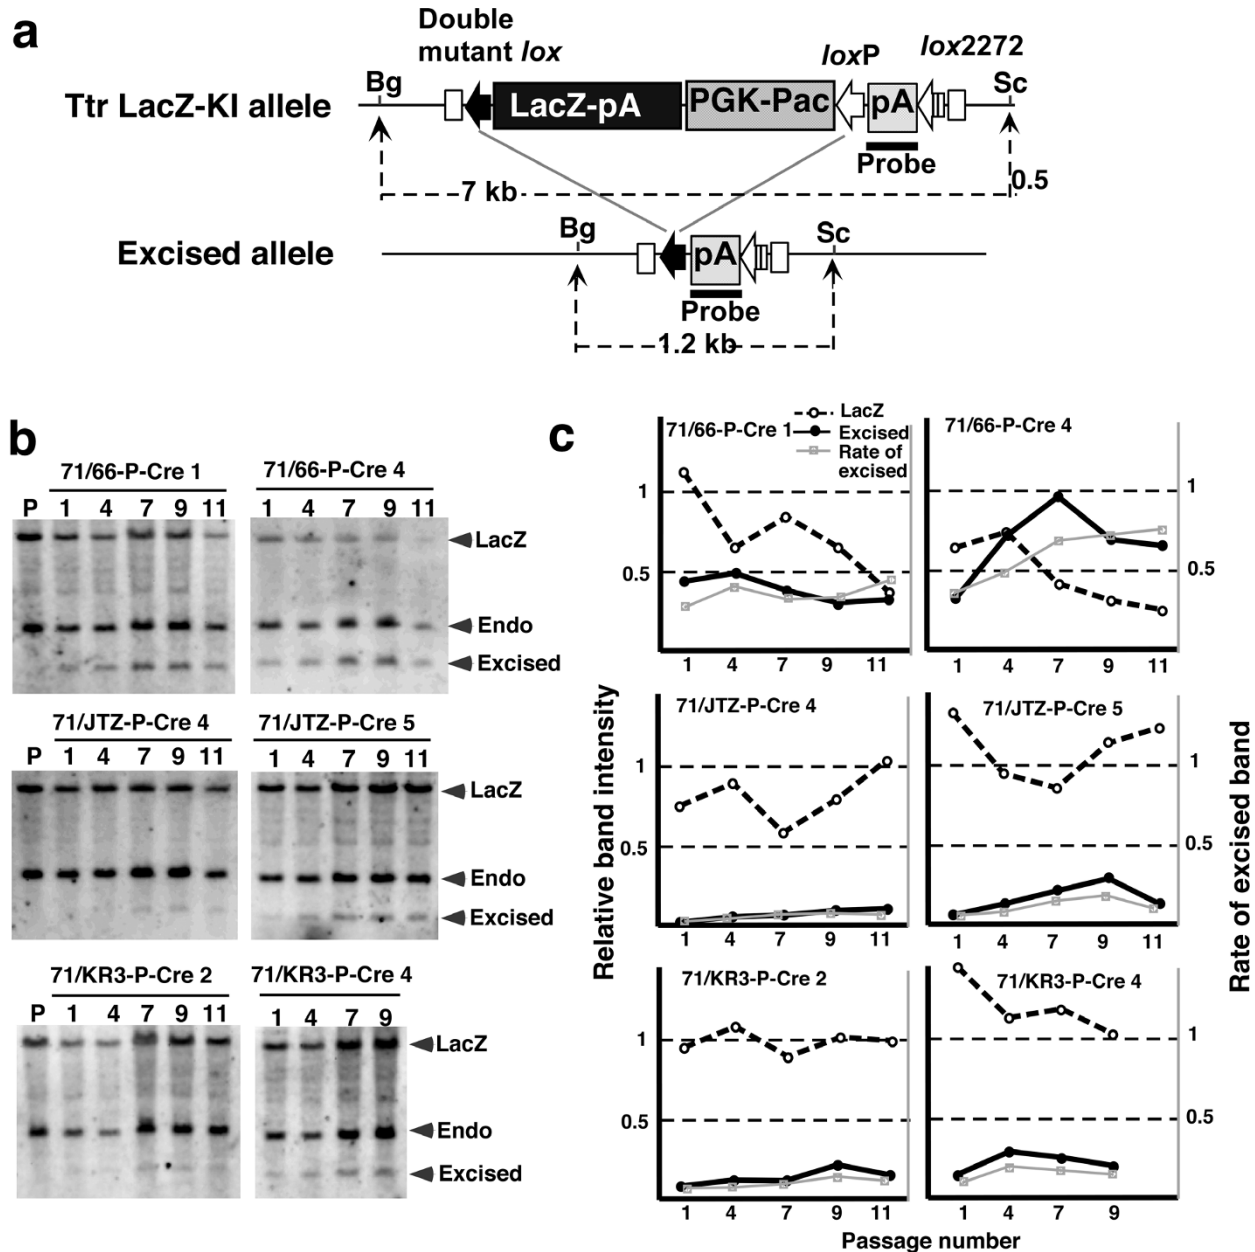 a
Double
mutant lox
loxP
lox2272
Bg
Sc
Ttr LacZ-KI allele
LacZ-pA
PGK-Pac
pA
Probe
7 kb
0.5
Bg
Sc
Excised allele
pA
Probe
1.2 kb
b
71/66-P-Cre 1
71/66-P-Cre 4
P 1 4 7 9 11
1 4 7 9 11
LacZ
Endo
Excised
71/JTZ-P-Cre 4
71/JTZ-P-Cre 5
P 1 4 7 9 11
1 4 7 9 11
LacZ
Endo
Excised
71/KR3-P-Cre 2
71/KR3-P-Cre 4
P 1 4 7 9 11
1 4 7 9
LacZ
Endo
Excised
c
LacZ
Excised
Rate of
excised
71/66-P-Cre 1
1
0.5
1 4 7 9 11
71/66-P-Cre 4
1
0.5
1 4 7 9 11
71/JTZ-P-Cre 4
1
0.5
1 4 7 9 11
71/JTZ-P-Cre 5
1
0.5
1 4 7 9 11
71/KR3-P-Cre 2
1
0.5
1 4 7 9 11
71/KR3-P-Cre 4
1
0.5
1 4 7 9
Relative band intensity
Rate of excised band
Passage number